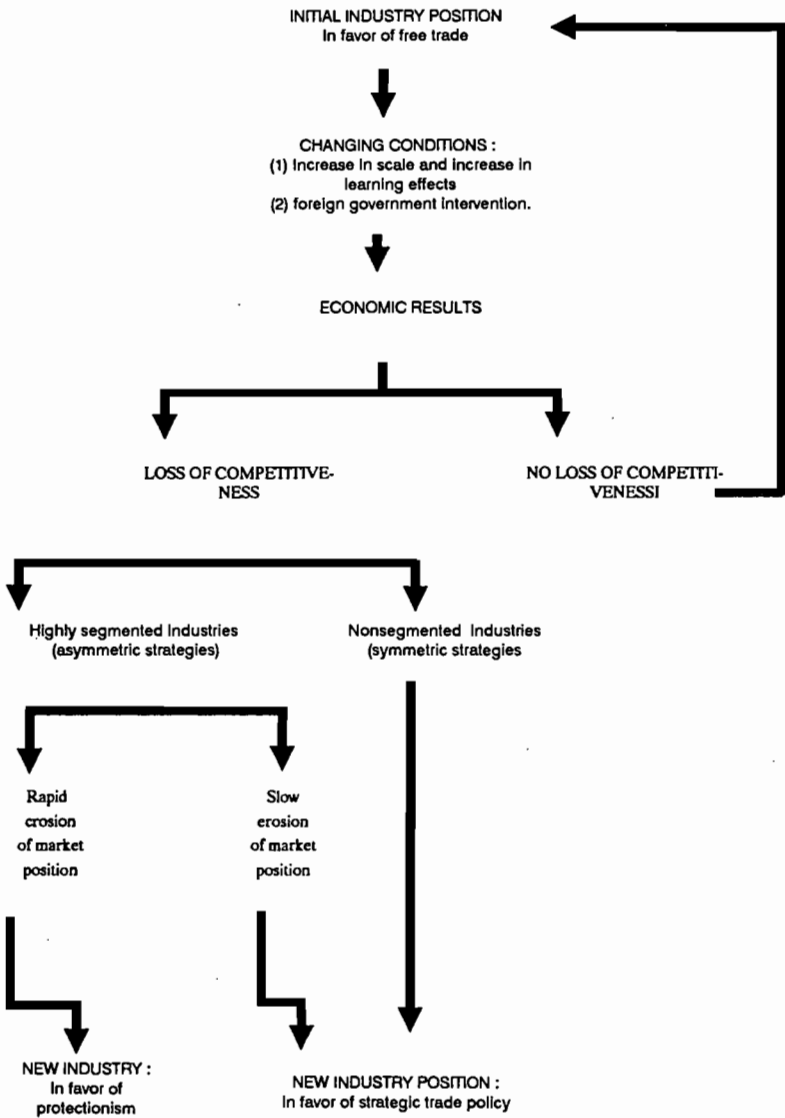 INITIAL INDUSTRY POSITION
In favor of free trade
CHANGING CONDITIONS :
(1) Increase in scale and increase in
learning effects
(2) foreign government intervention.
ECONOMIC RESULTS
LOSS OF COMPETITIVE-
NESS
NO LOSS OF COMPETITI-
VENESSI
Highly segmented Industries
(asymmetric strategies)
Nonsegmented Industries
(symmetric strategies
Rapid
erosion
of market
position
Slow
erosion
of market
position
NEW INDUSTRY :
In favor of
protectionism
NEW INDUSTRY POSITION :
In favor of strategic trade policy